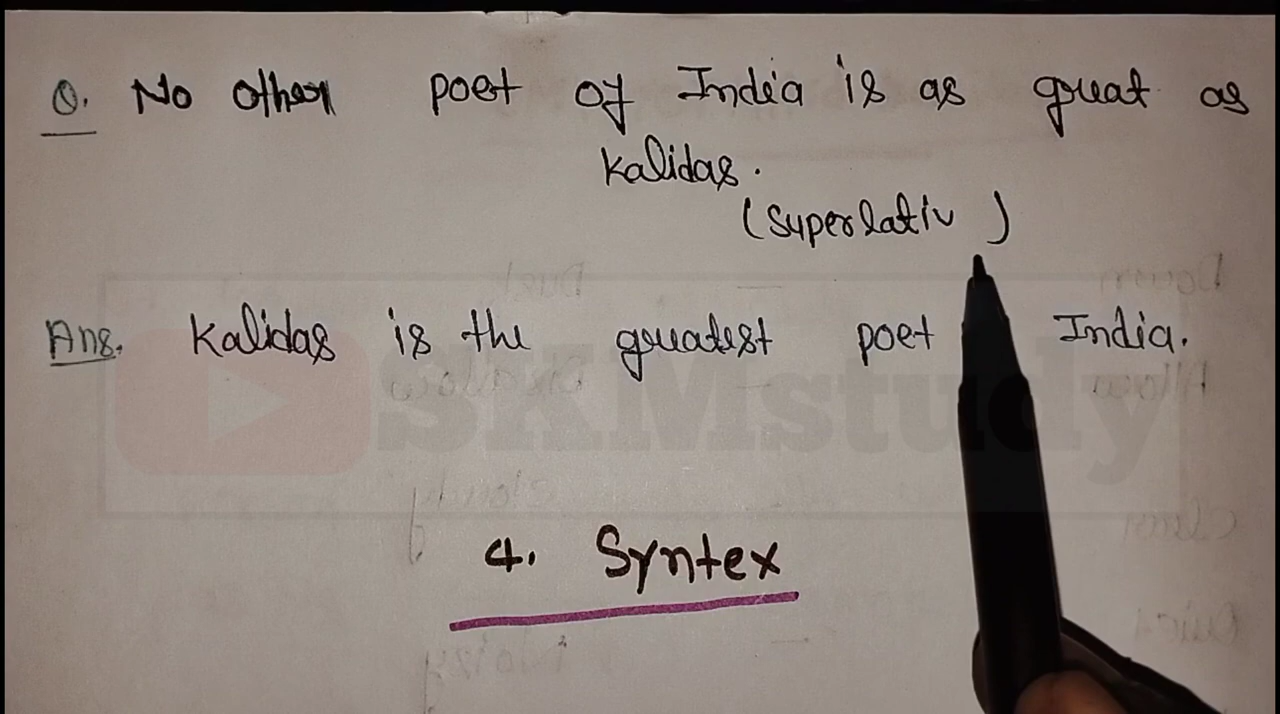 Q. No other poet of India is as great as
Kalidas.
(Superlativ )
Ans. Kalidas is the greatest poet India.
SKMstudy
4. Syntex